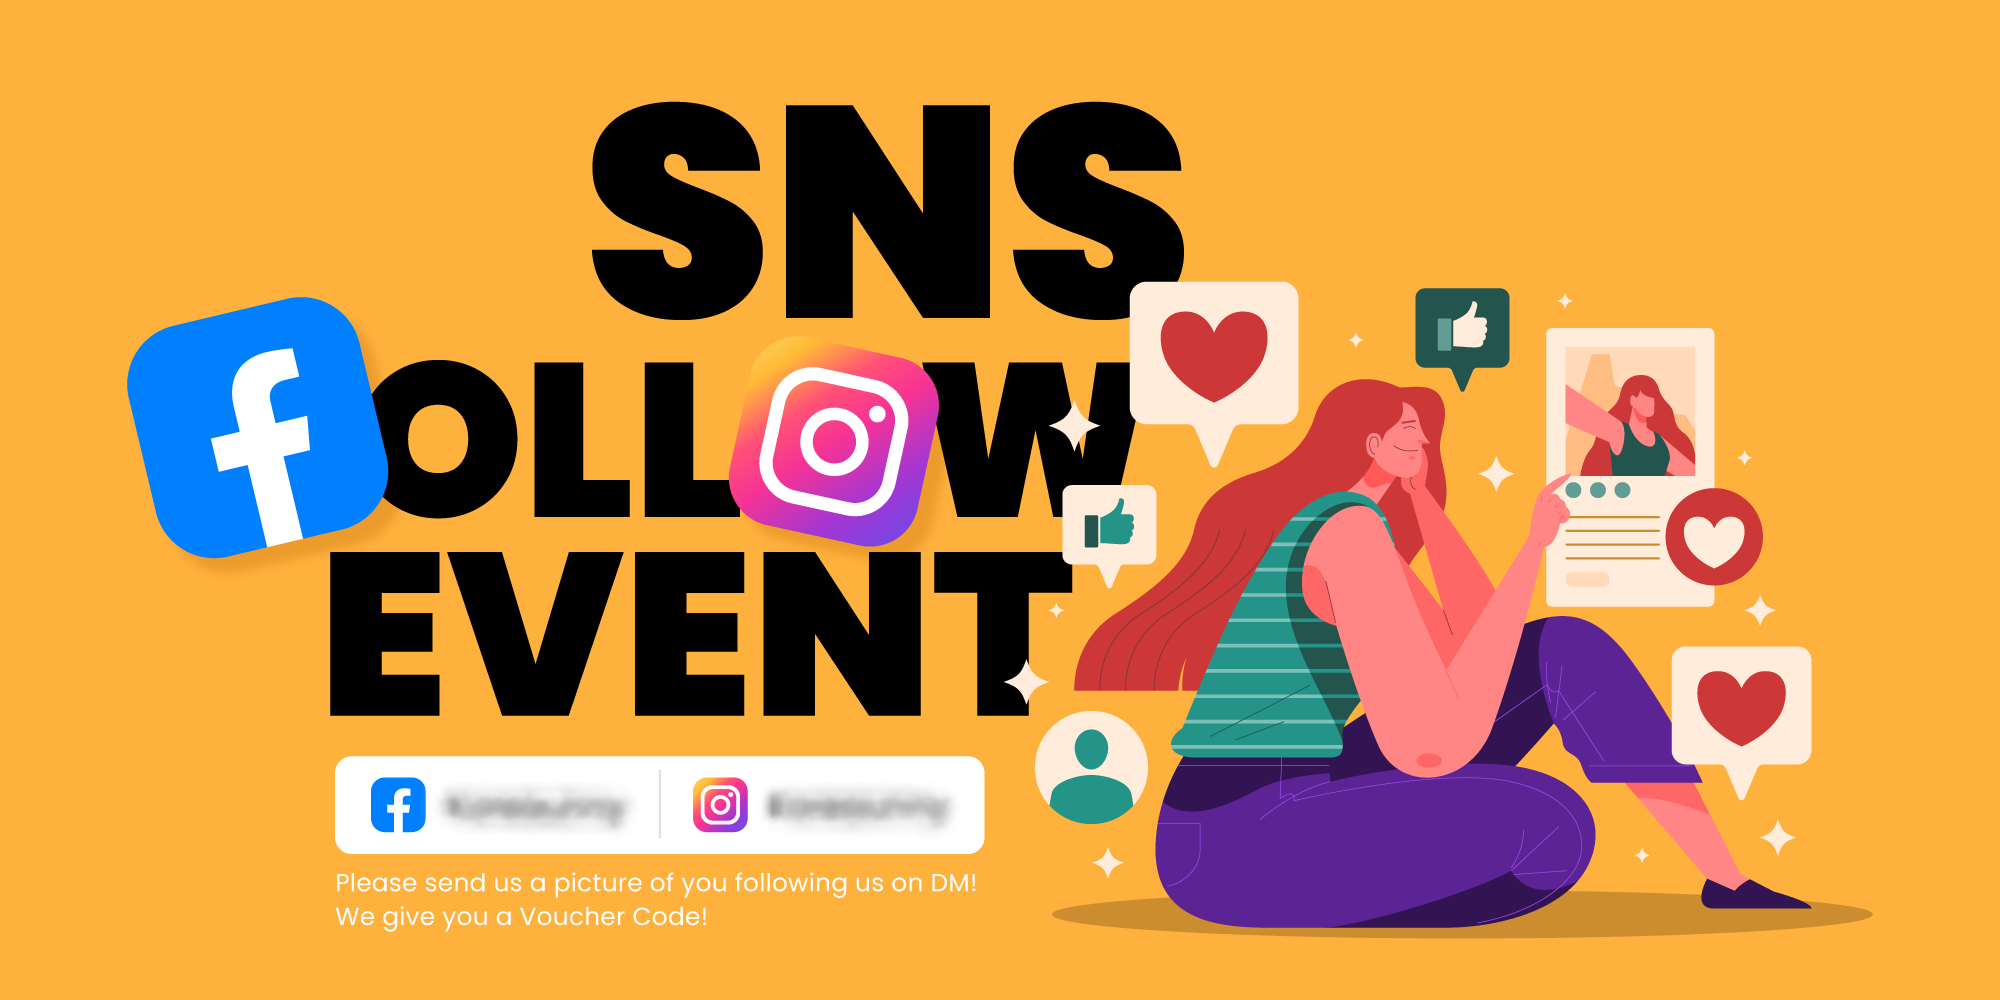 SNS
FOLLOW
EVENT
Please send us a picture of you following us on DM!
We give you a Voucher Code!